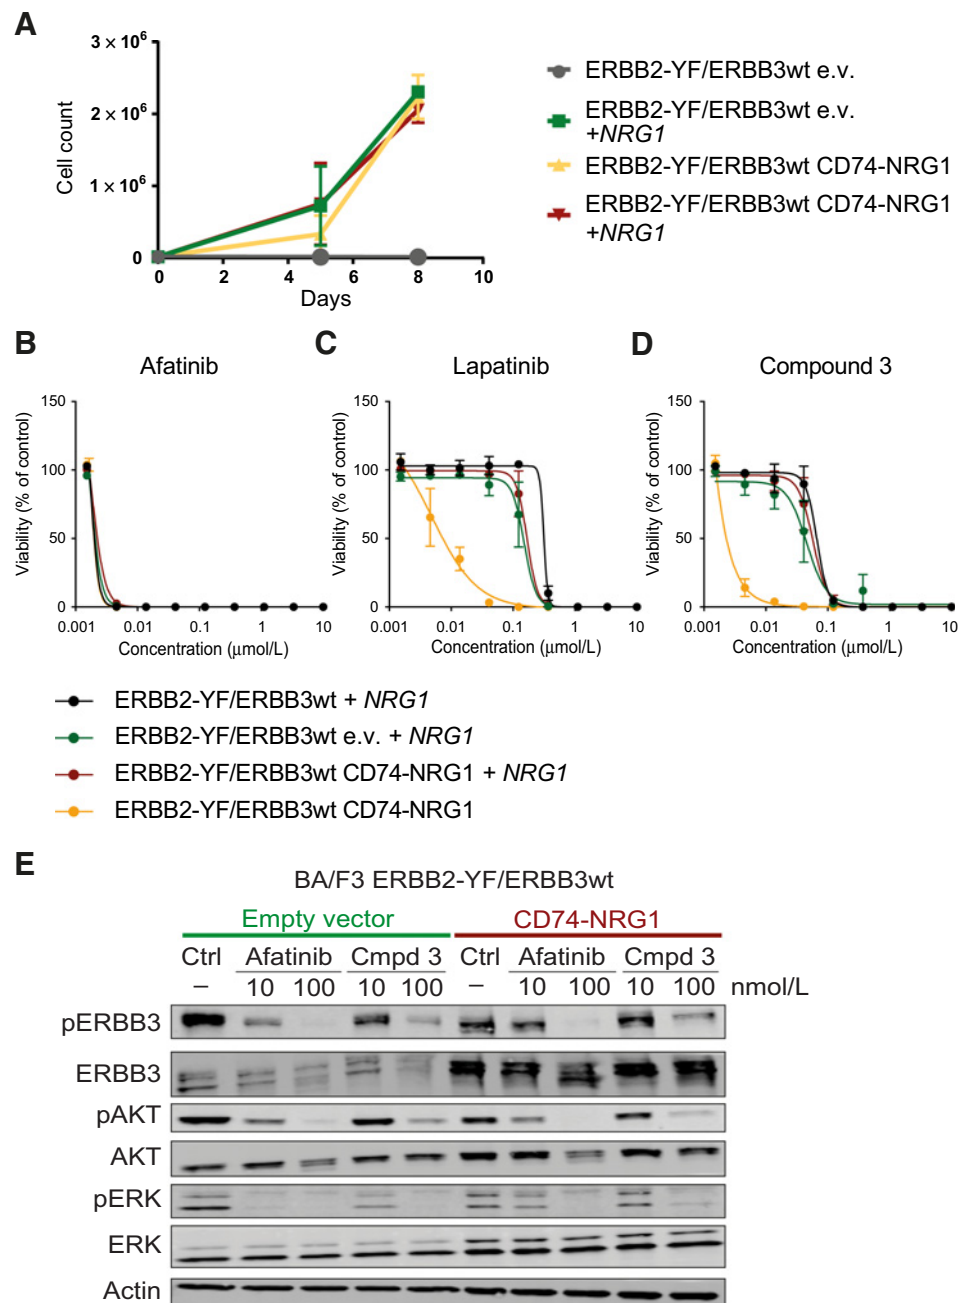 A
3 × 10⁶
2 × 10⁶
1 × 10⁶
0
Cell count
0 2 4 6 8 10
Days
ERBB2-YF/ERBB3wt e.v.
ERBB2-YF/ERBB3wt e.v.
+NRG1
ERBB2-YF/ERBB3wt CD74-NRG1
ERBB2-YF/ERBB3wt CD74-NRG1
+NRG1
B
Afatinib
Viability (% of control)
150
100
50
0
0.001 0.01 0.1 1 10
Concentration (μmol/L)
C
Lapatinib
Viability (% of control)
150
100
50
0
0.001 0.01 0.1 1 10
Concentration (μmol/L)
D
Compound 3
Viability (% of control)
150
100
50
0
0.001 0.01 0.1 1 10
Concentration (μmol/L)
ERBB2-YF/ERBB3wt + NRG1
ERBB2-YF/ERBB3wt e.v. + NRG1
ERBB2-YF/ERBB3wt CD74-NRG1 + NRG1
ERBB2-YF/ERBB3wt CD74-NRG1
E
BA/F3 ERBB2-YF/ERBB3wt
Empty vector CD74-NRG1
Ctrl Afatinib Cmpd 3 Ctrl Afatinib Cmpd 3
– 10 100 10 100 – 10 100 10 100 nmol/L
pERBB3
ERBB3
pAKT
AKT
pERK
ERK
Actin